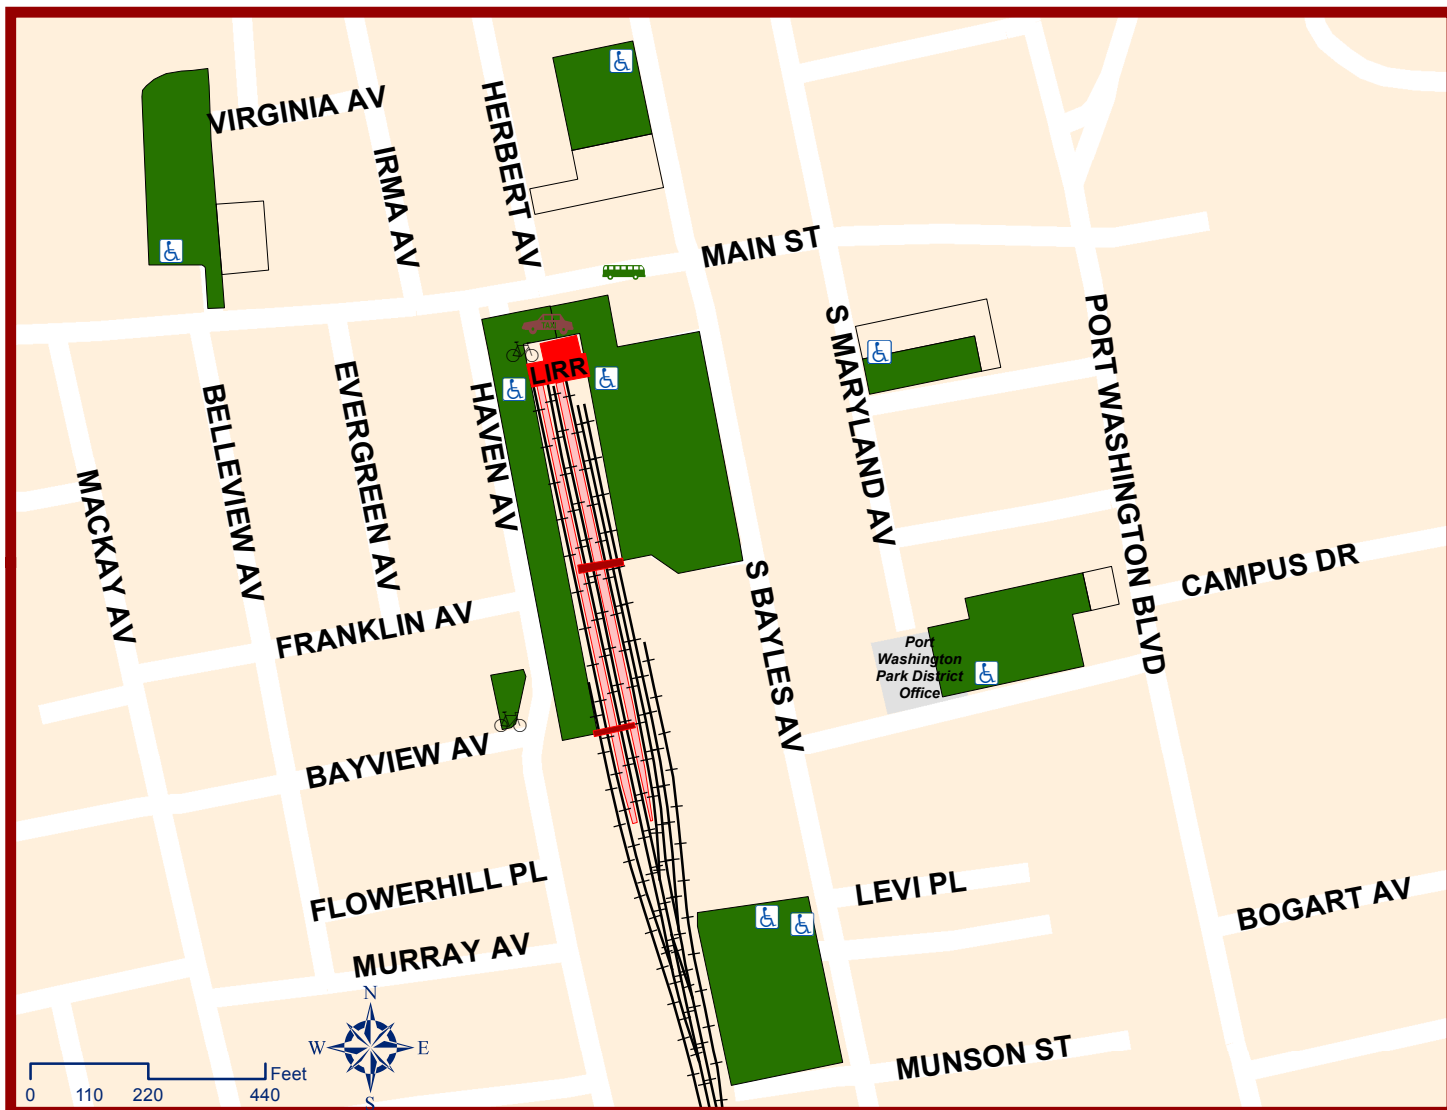 VIRGINIA AV
IRMA AV
HERBERT AV
MAIN ST
S MARYLAND AV
PORT WASHINGTON BLVD
LIRR
HAVEN AV
EVERGREEN AV
BELLEVIEW AV
MACKAY AV
CAMPUS DR
S BAYLES AV
FRANKLIN AV
Port
Washington
Park District
Office
BAYVIEW AV
FLOWERHILL PL
LEVI PL
BOGART AV
MURRAY AV
MUNSON ST
N
W
E
S
Feet
0 110 220 440